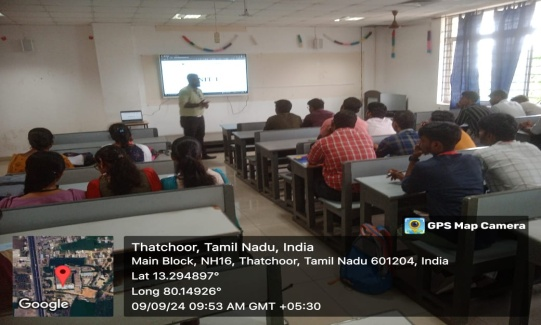 GPS Map Camera
Thatchoor, Tamil Nadu, India
Main Block, NH16, Thatchoor, Tamil Nadu 601204, India
Lat 13.294897°
Long 80.14926°
09/09/24 09:53 AM GMT +05:30
Google